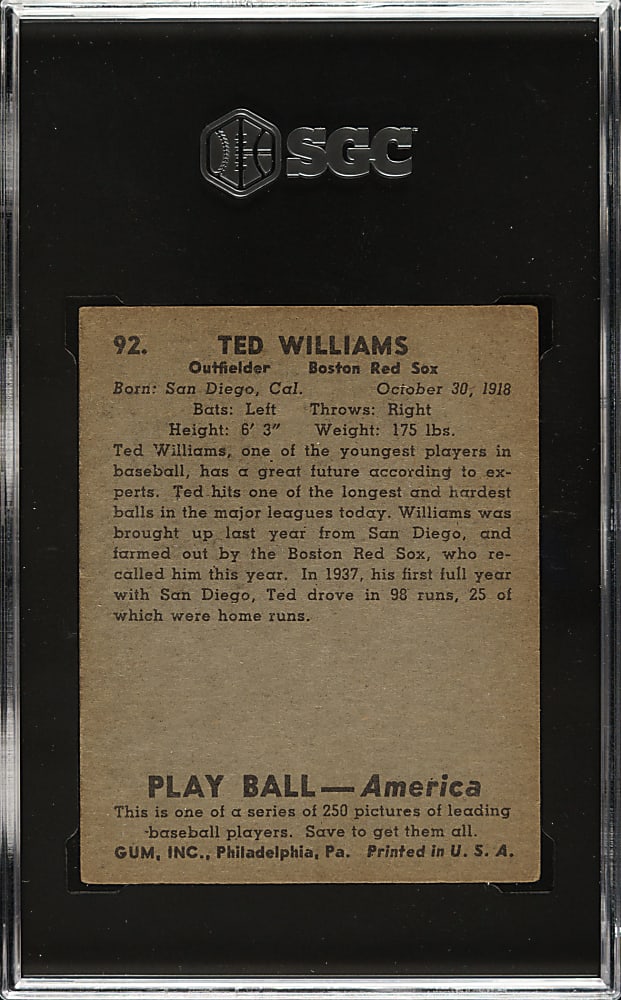 SGC
92. TED WILLIAMS
Outfielder Boston Red Sox
Born: San Diego, Cal. October 30, 1918
Bats: Left Throws: Right
Height: 6' 3" Weight: 175 lbs.
Ted Williams, one of the youngest players in
baseball, has a great future according to ex-
perts. Ted hits one of the longest and hardest
balls in the major leagues today. Williams was
brought up last year from San Diego, and
farmed out by the Boston Red Sox, who re-
called him this year. In 1937, his first full year
with San Diego, Ted drove in 98 runs, 25 of
which were home runs.
PLAY BALL — America
This is one of a series of 250 pictures of leading
baseball players. Save to get them all.
GUM, INC., Philadelphia, Pa. Printed in U. S. A.